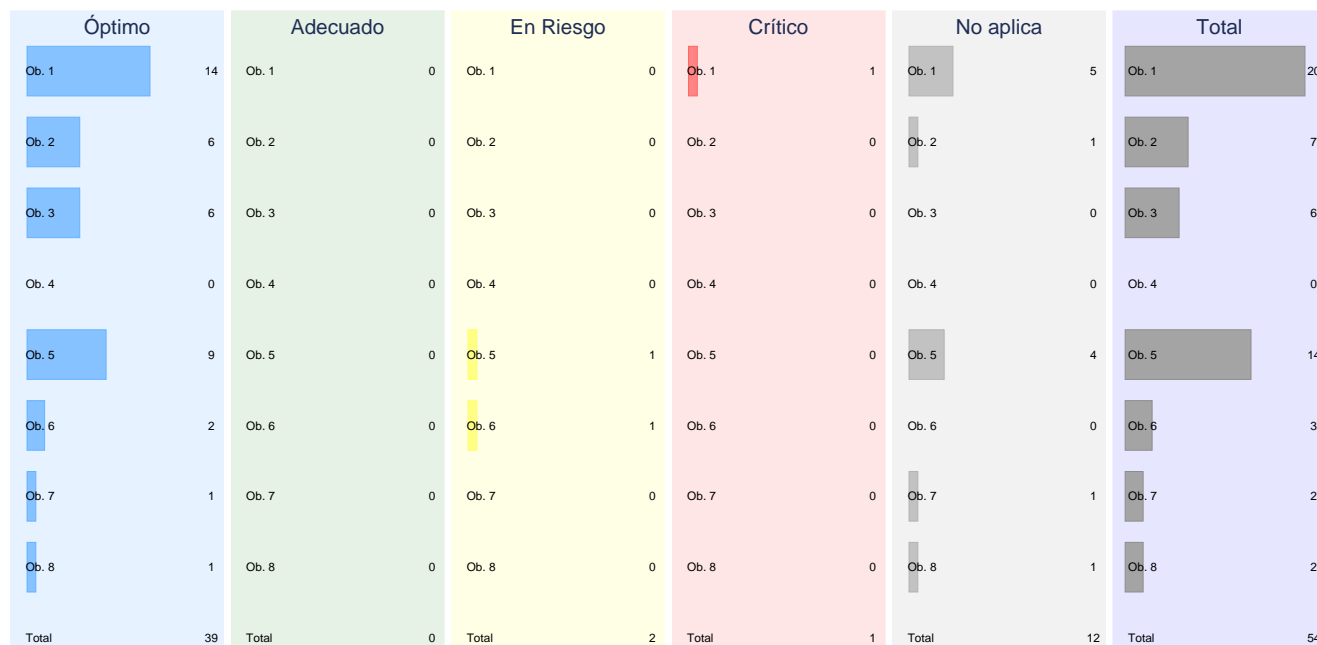 Óptimo Adecuado En Riesgo Crítico No aplica Total
Ob. 1 14 Ob. 1 0 Ob. 1 0 Ob. 1 1 Ob. 1 5 Ob. 1 20
Ob. 2 6 Ob. 2 0 Ob. 2 0 Ob. 2 0 Ob. 2 1 Ob. 2 7
Ob. 3 6 Ob. 3 0 Ob. 3 0 Ob. 3 0 Ob. 3 0 Ob. 3 6
Ob. 4 0 Ob. 4 0 Ob. 4 0 Ob. 4 0 Ob. 4 0 Ob. 4 0
Ob. 5 9 Ob. 5 0 Ob. 5 1 Ob. 5 0 Ob. 5 4 Ob. 5 14
Ob. 6 2 Ob. 6 0 Ob. 6 1 Ob. 6 0 Ob. 6 0 Ob. 6 3
Ob. 7 1 Ob. 7 0 Ob. 7 0 Ob. 7 0 Ob. 7 1 Ob. 7 2
Ob. 8 1 Ob. 8 0 Ob. 8 0 Ob. 8 0 Ob. 8 1 Ob. 8 2
Total 39 Total 0 Total 2 Total 1 Total 12 Total 54